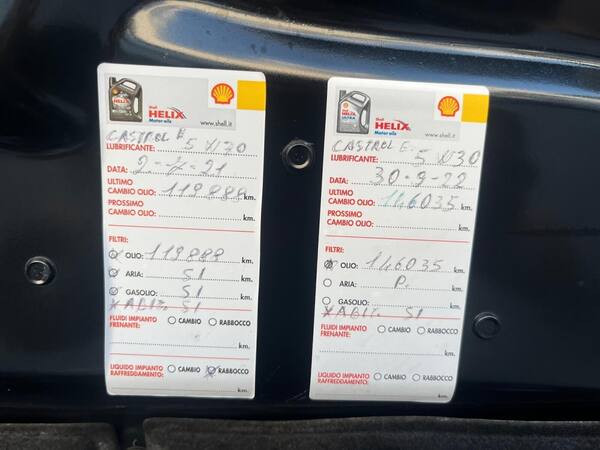 Shell
HELIX
Motor oils
www.shell.it
CASTROL E
LUBRIFICANTE: 5 W30
DATA: 2-7-21
ULTIMO
CAMBIO OLIO: 119888 km.
PROSSIMO
CAMBIO OLIO: km.
FILTRI:
OLIO: 119888 km.
ARIA: SI
GASOLIO: SI km.
X ABIT. SI
FLUIDI IMPIANTO
FRENANTE: CAMBIO RABBOCCO
km.
LIQUIDO IMPIANTO
RAFFREDDAMENTO: CAMBIO RABBOCCO
km.
Shell
HELIX
Motor oils
www.shell.it
CASTROL E.
LUBRIFICANTE: 5 W30
DATA: 30-9-22
ULTIMO
CAMBIO OLIO: 146035 km.
PROSSIMO
CAMBIO OLIO: km.
FILTRI:
OLIO: 146035 km.
ARIA: P. km.
GASOLIO: km.
X ABIT. SI
FLUIDI IMPIANTO
FRENANTE: CAMBIO RABBOCCO
km.
LIQUIDO IMPIANTO
RAFFREDDAMENTO: CAMBIO RABBOCCO
km.